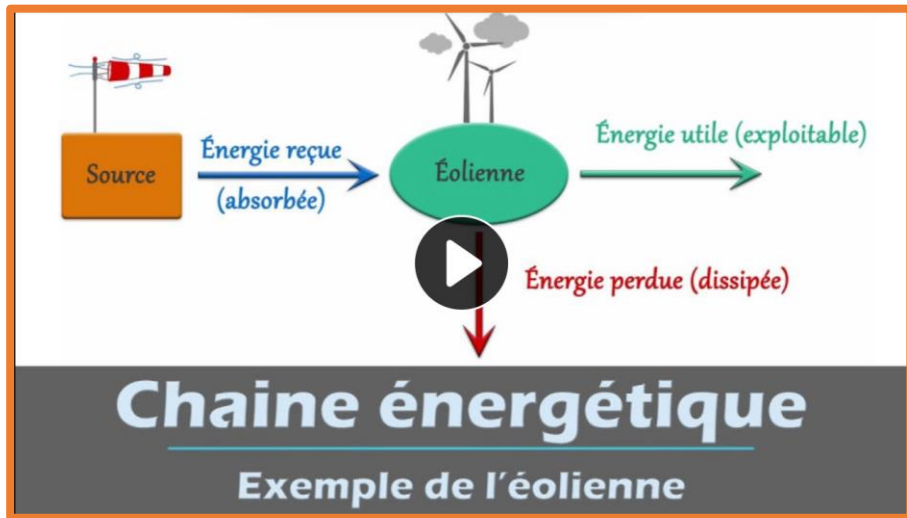 Source
Énergie reçue
(absorbée)
Éolienne
Énergie utile (exploitable)
Énergie perdue (dissipée)
Chaine énergétique
Exemple de l'éolienne